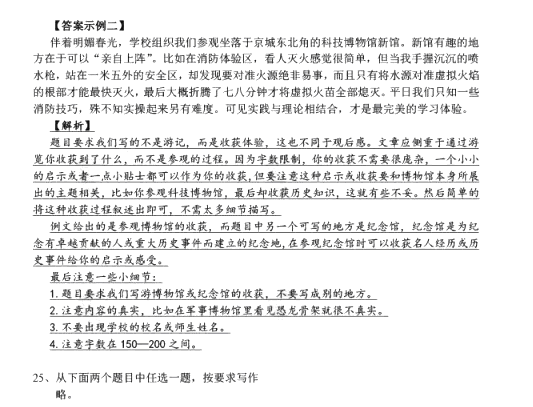 【答案示例二】
伴着明媚春光，学校组织我们参观坐落于京城东北角的科技博物馆新馆。新馆有趣的地
方在于可以“亲自上阵”。比如在消防体验区，看人灭火感觉很简单，但当我手握沉沉的喷
水枪，站在一米五外的安全区，却发现要对准火源绝非易事，而且只有将水源对准虚拟火焰
的根部才能最快灭火，最后大概折腾了七八分钟才将虚拟火苗全部熄灭。平日我们只知一些
消防技巧，殊不知实操起来另有难度。可见实践与理论相结合，才是最完美的学习体验。
【解析】
题目要求我们写的不是游记，而是收获体验，这也不同于观后感。文章应侧重于通过游
览你收获到了什么，而不是参观的过程。因为字数限制，你的收获不需要很庞杂，一个小小
的启示或者一点小贴士都可以作为你的收获,但要注意这种启示或收获要和博物馆本身所展
出的主题相关，比如你参观科技博物馆，最后却收获历史知识，这就有些不妥。然后简单的
将这种收获过程叙述出即可，不需太多细节描写。
例文给出的是参观博物馆的收获，而题目中另一个可写的地方是纪念馆，纪念馆是为纪
念有卓越贡献的人或重大历史事件而建立的纪念地,在参观纪念馆时可以收获名人经历或历
史事件给你的启示或感受。
最后注意一些小细节：
1.题目要求我们写游博物馆或纪念馆的收获，不要写成别的地方。
2.注意内容的真实，比如在军事博物馆里看见恐龙骨架就很不真实。
3.不要出现学校的校名或师生姓名。
4.注意字数在 150—200 之间。
25、从下面两个题目中任选一题，按要求写作
略。